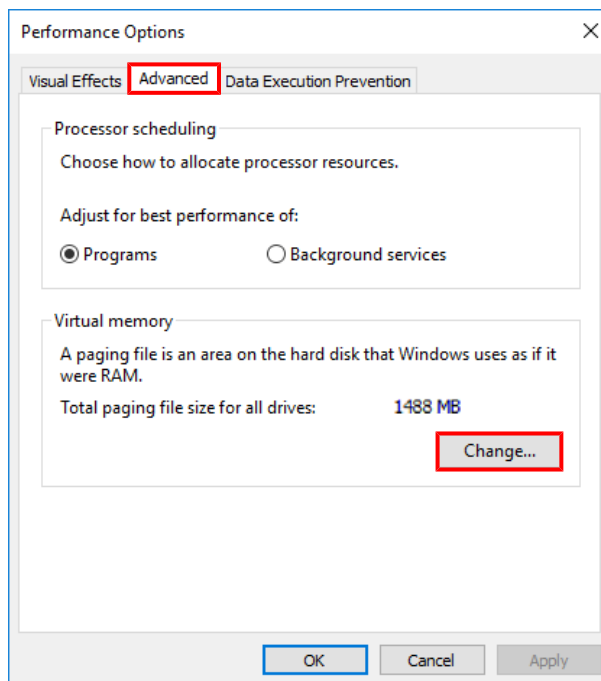 Performance Options
Visual Effects Advanced Data Execution Prevention
Processor scheduling
Choose how to allocate processor resources.
Adjust for best performance of:
Programs Background services
Virtual memory
A paging file is an area on the hard disk that Windows uses as if it
were RAM.
Total paging file size for all drives: 1488 MB
Change...
OK Cancel Apply